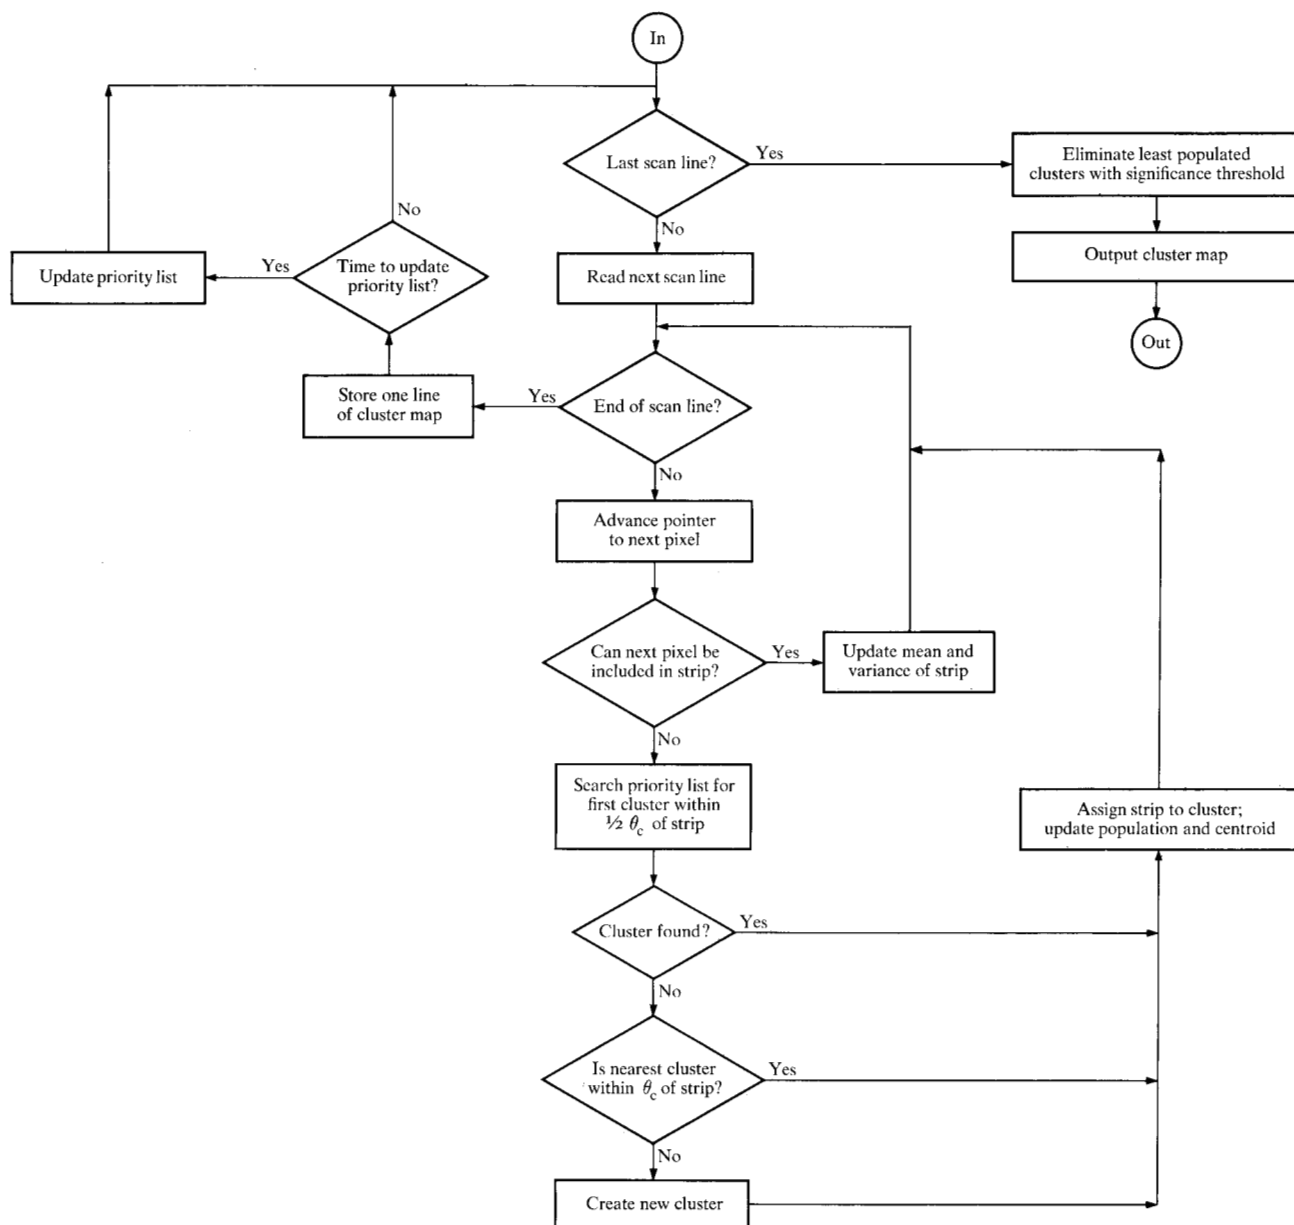 In
Last scan line?
Yes
Eliminate least populated
clusters with significance threshold
No
No
Output cluster map
Update priority list
Yes
Time to update
priority list?
Read next scan line
Out
Store one line
of cluster map
Yes
End of scan line?
No
Advance pointer
to next pixel
Can next pixel be
included in strip?
Yes
Update mean and
variance of strip
No
Search priority list for
first cluster within
½ θc of strip
Assign strip to cluster;
update population and centroid
Cluster found?
Yes
No
Is nearest cluster
within θc of strip?
Yes
No
Create new cluster